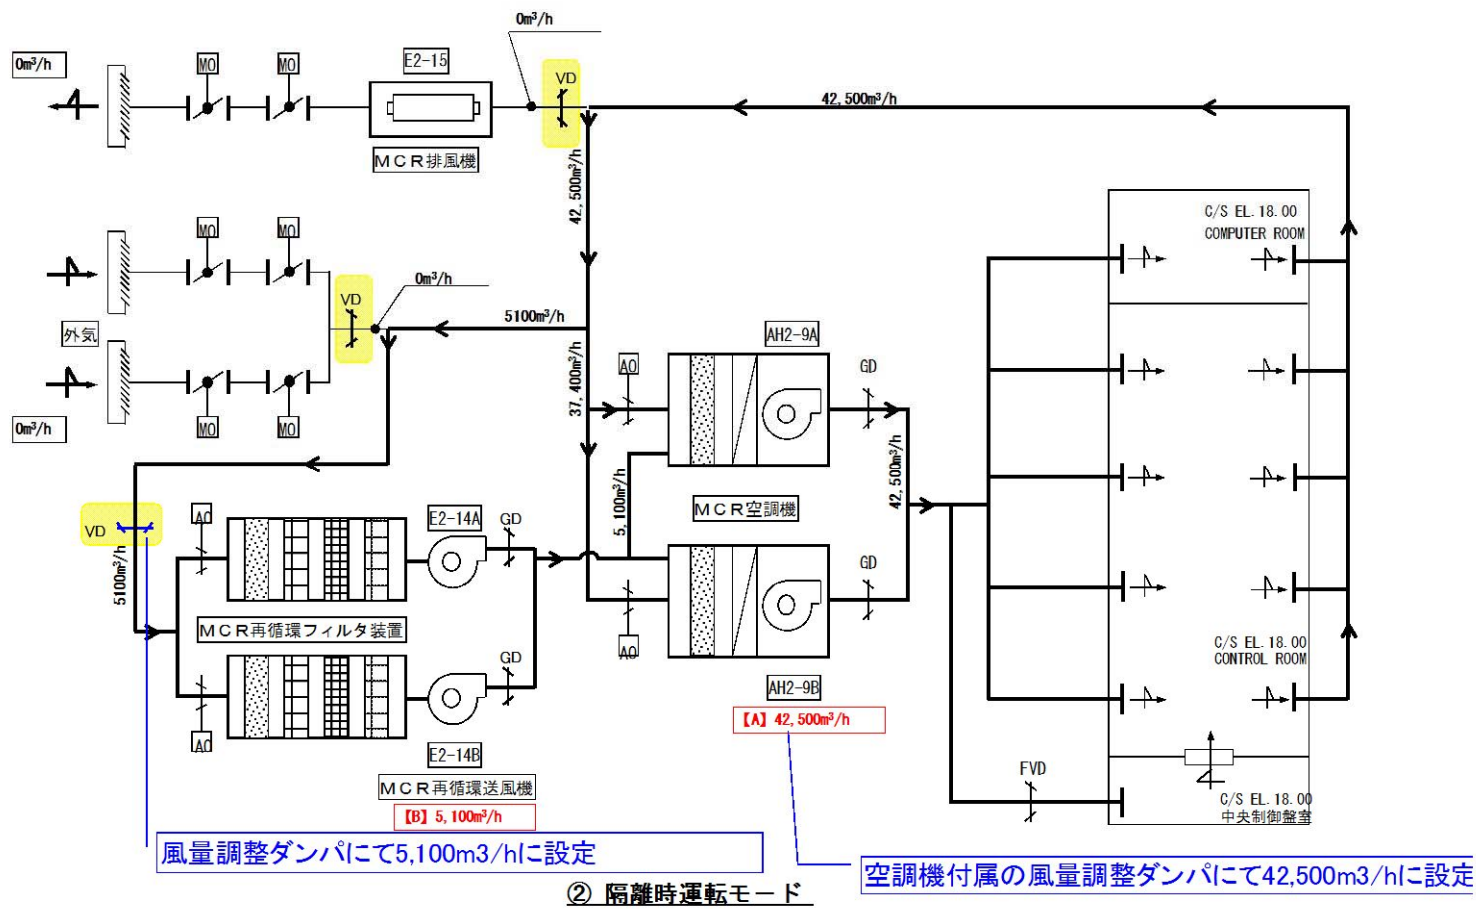 0m³/h
0m³/h
MO
MO
E2-15
VD
42,500m³/h
MCR排風機
42,500m³/h
C/S EL.18.00
COMPUTER ROOM
MO
MO
VD
0m³/h
5100m³/h
外気
AH2-9A
AO
GD
37,400m³/h
0m³/h
MO
MO
42,500m³/h
5,100m³/h
MCR空調機
VD
AO
E2-14A
GD
GD
5100m³/h
MCR再循環フィルタ装置
AO
C/S EL.18.00
CONTROL ROOM
GD
AH2-9B
【A】42,500m³/h
AO
E2-14B
MCR再循環送風機
【B】5,100m³/h
FVD
C/S EL.18.00
中央制御盤室
風量調整ダンパにて5,100m3/hに設定
空調機付属の風量調整ダンパにて42,500m3/hに設定
② 隔離時運転モード